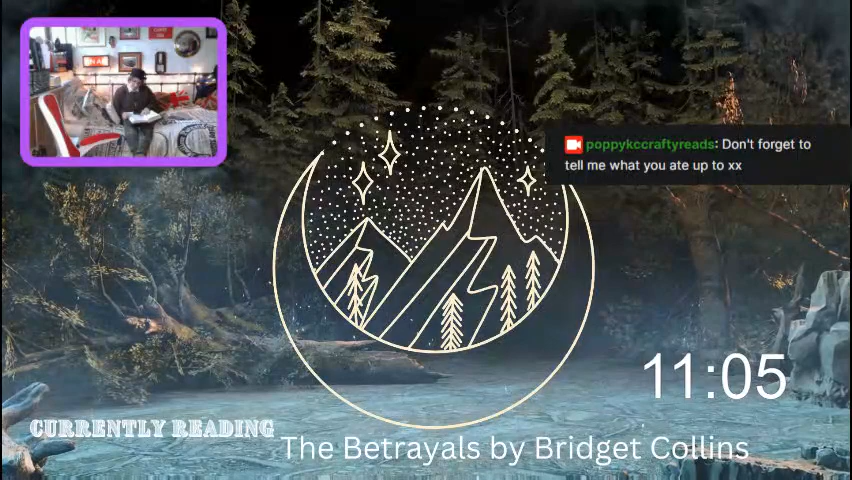 poppykccraftyreads: Don't forget to
tell me what you ate up to xx
11:05
CURRENTLY READING
The Betrayals by Bridget Collins